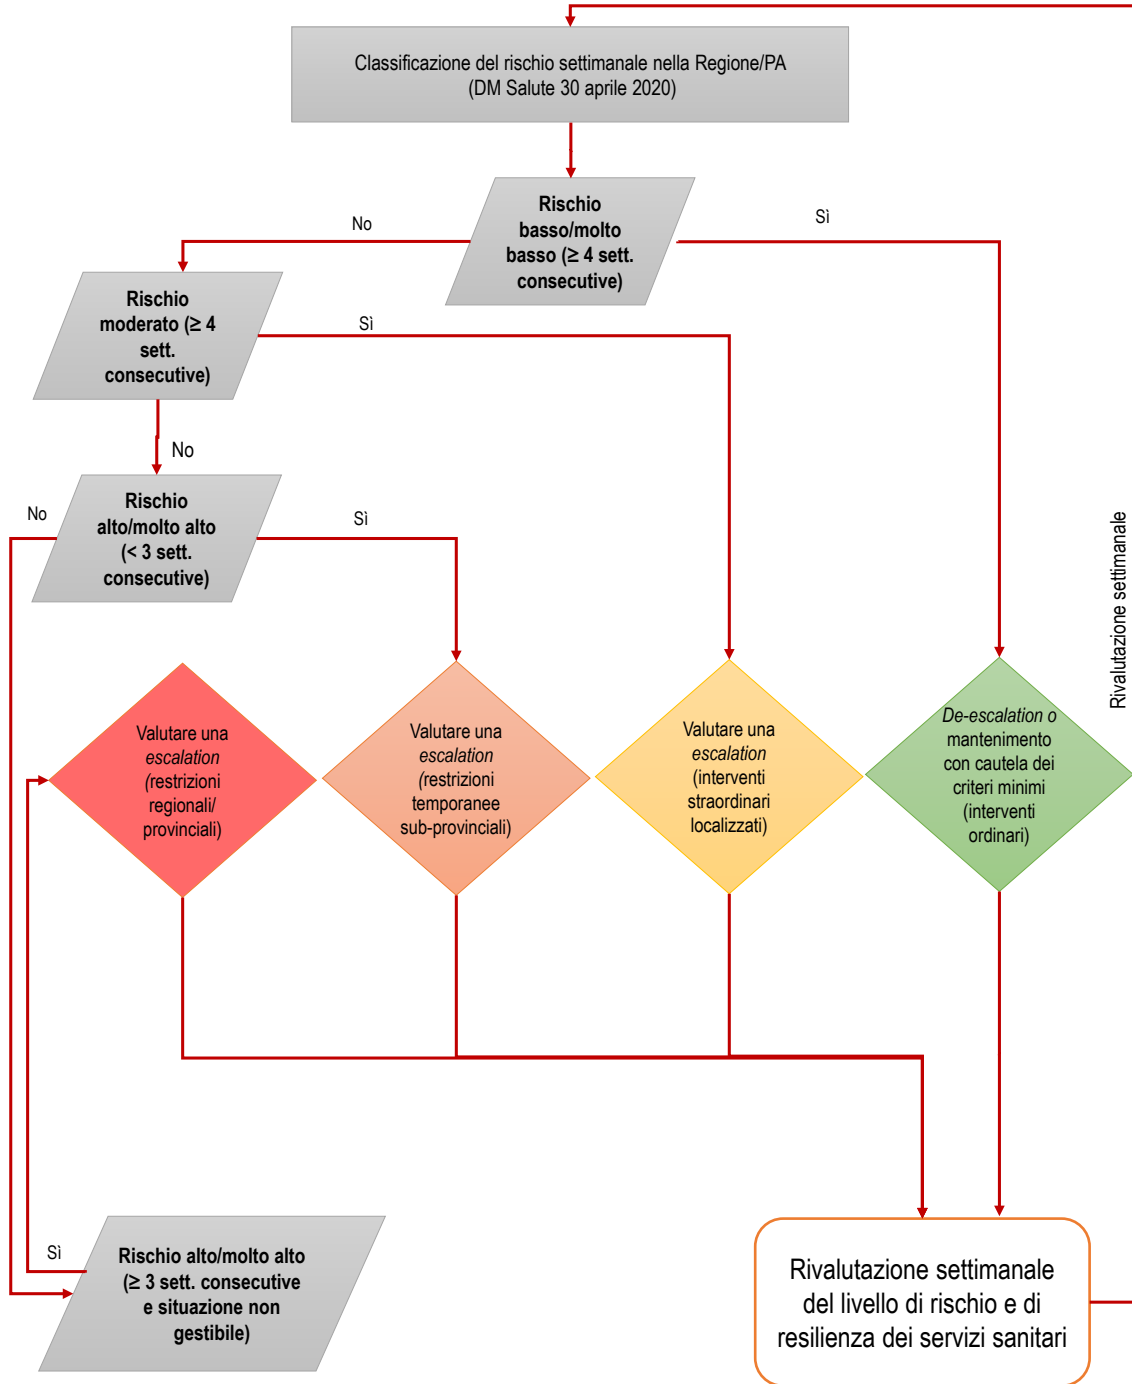 Classificazione del rischio settimanale nella Regione/PA
(DM Salute 30 aprile 2020)
Rischio
basso/molto
basso (≥ 4 sett.
consecutive)
No
Sì
Rischio
moderato (≥ 4
sett.
consecutive)
Sì
No
Rischio
alto/molto alto
(< 3 sett.
consecutive)
No
Sì
Rivalutazione settimanale
Valutare una
escalation
(restrizioni
regionali/
provinciali)
Valutare una
escalation
(restrizioni
temporanee
sub-provinciali)
Valutare una
escalation
(interventi
straordinari
localizzati)
De-escalation o
mantenimento
con cautela dei
criteri minimi
(interventi
ordinari)
Sì
Rischio alto/molto alto
(≥ 3 sett. consecutive
e situazione non
gestibile)
Rivalutazione settimanale
del livello di rischio e di
resilienza dei servizi sanitari